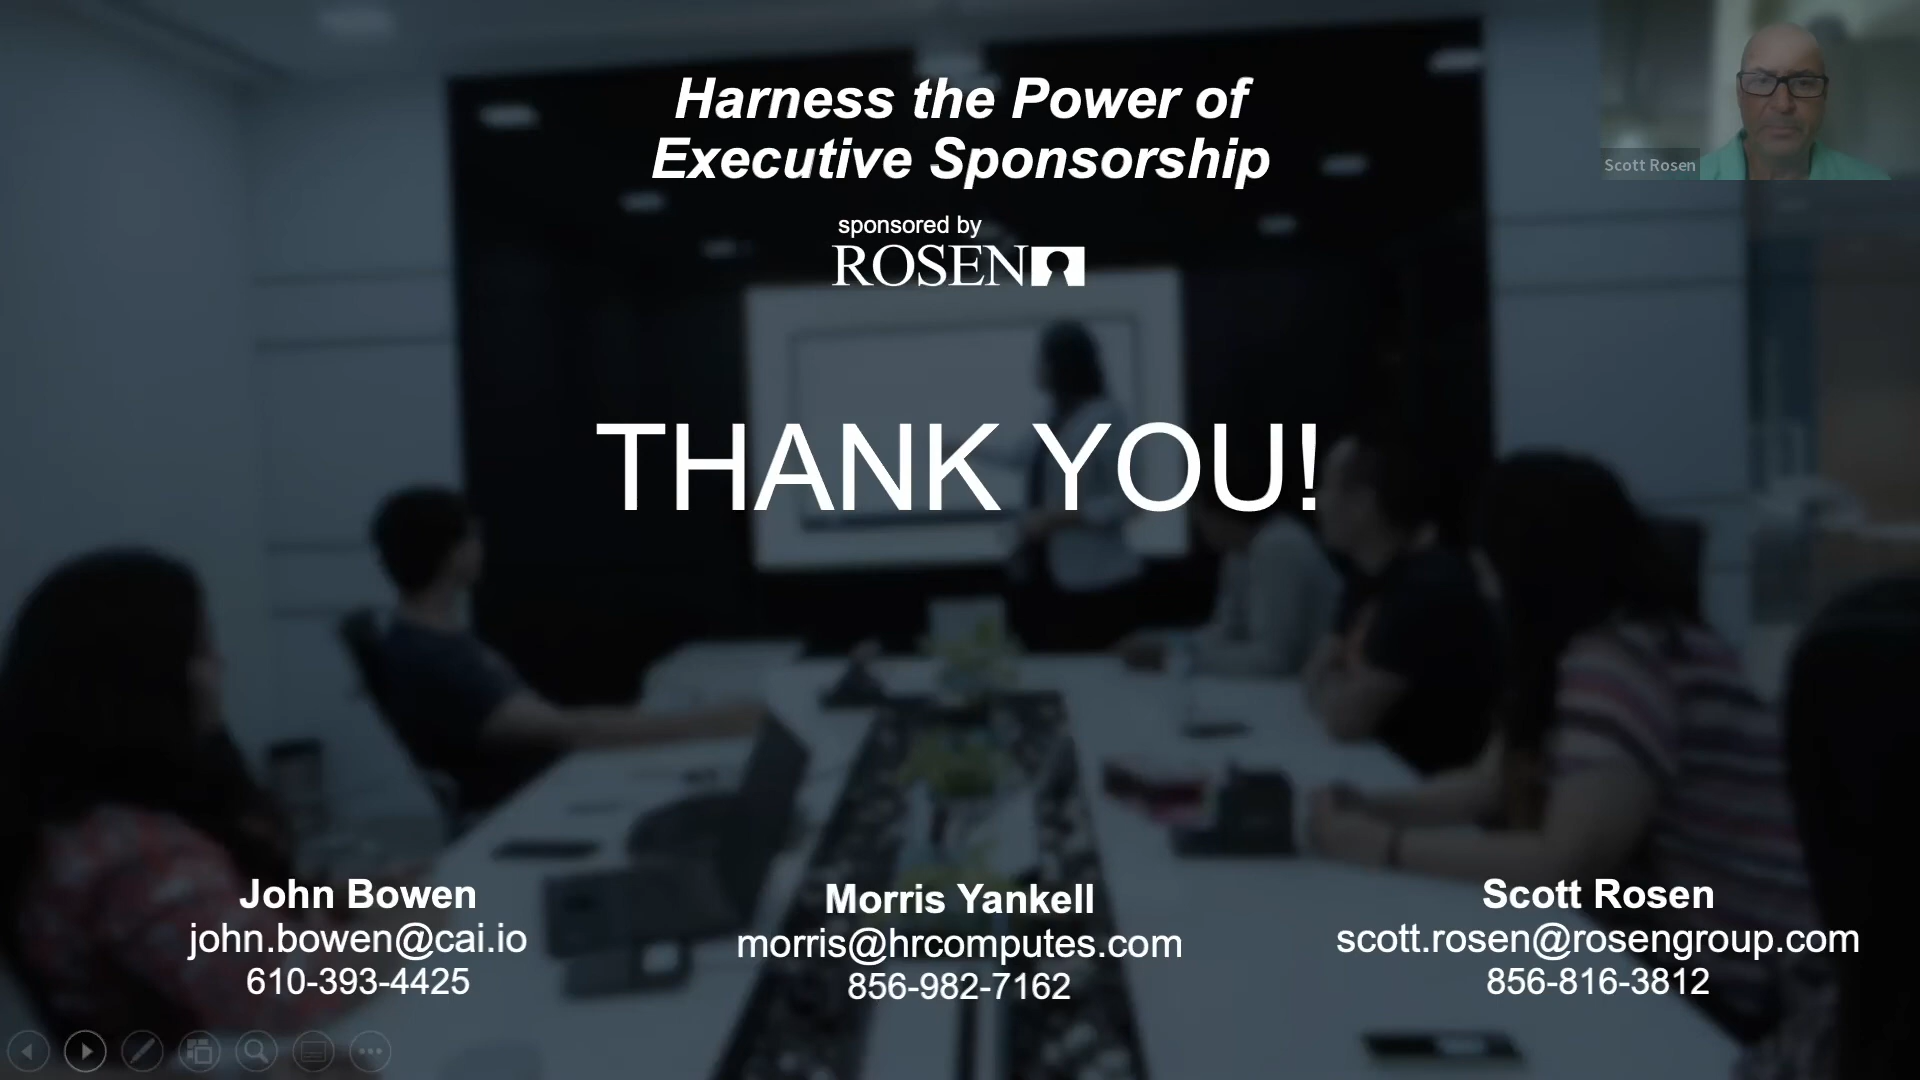 Harness the Power of
Executive Sponsorship
sponsored by
ROSEN
Scott Rosen
THANK YOU!
John Bowen
john.bowen@cai.io
610-393-4425
Morris Yankell
morris@hrcomputes.com
856-982-7162
Scott Rosen
scott.rosen@rosengroup.com
856-816-3812